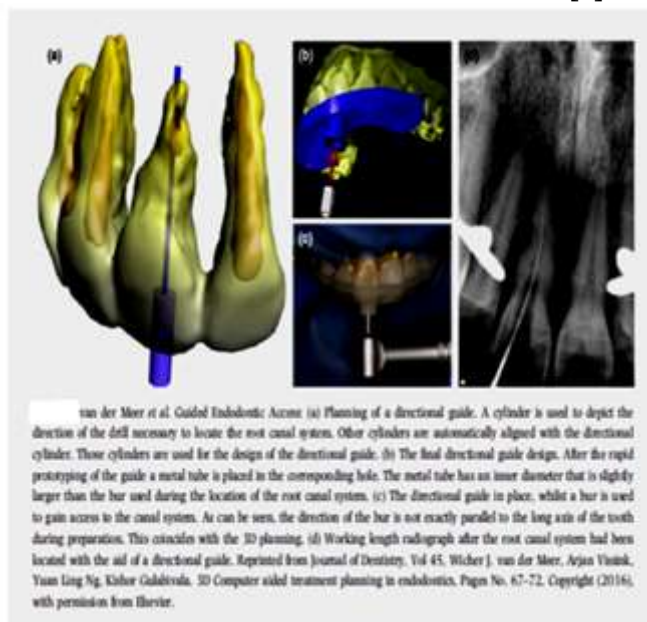 (a)
(b)
(c)
van der Meer et al. Guided Endodontic Access (a) Planning of a directional guide. A cylinder is used to depict the
direction of the drill necessary to locate the root canal system. Other cylinders are automatically aligned with the directional
cylinder. Those cylinders are used for the design of the directional guide. (b) The final directional guide design. After the rapid
prototyping of the guide a metal tube is placed in the corresponding hole. The metal tube has an inner diameter that is slightly
larger than the bur used during the location of the root canal system. (c) The directional guide in place, whilst a bur is used
to gain access to the canal system. As can be seen, the direction of the bur is not exactly parallel to the long axis of the tooth
during preparation. This coincides with the 3D planning. (d) Working length radiograph after the root canal system had been
located with the aid of a directional guide. Reprinted from Journal of Dentistry, Vol 45, Wicher J. van der Meer, Arjan Vissink,
Yuan Ling Ng, Kishor Gulabivala. 3D Computer aided treatment planning in endodontics, Pages No. 67-72, Copyright (2016),
with permission from Elsevier.